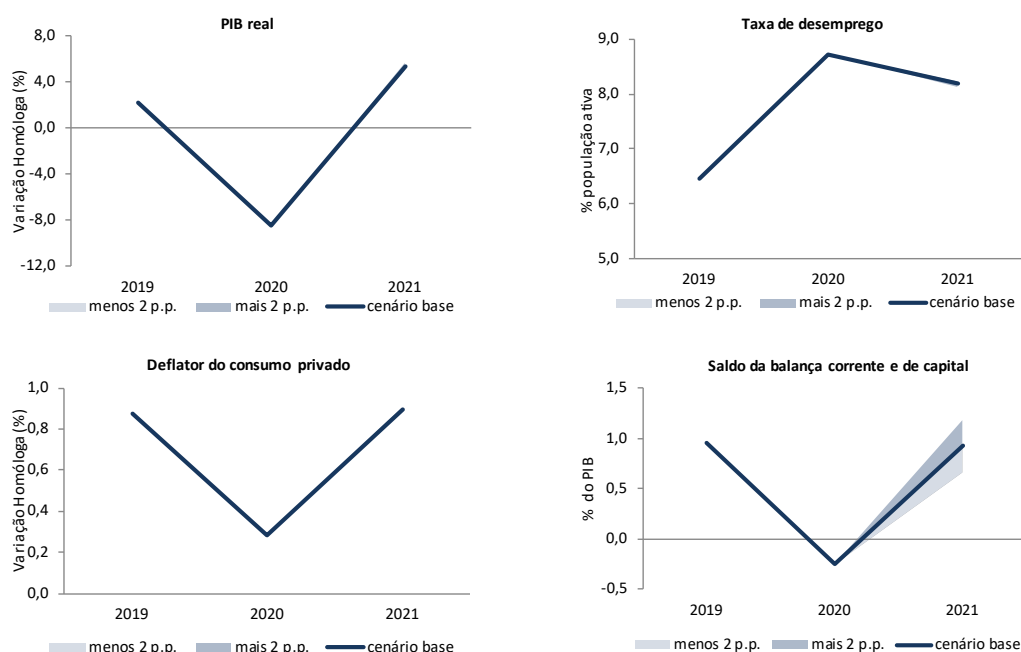 PIB real
Variação Homóloga (%)
8,0
4,0
0,0
-4,0
-8,0
-12,0
2019 2020 2021
menos 2 p.p. mais 2 p.p. cenário base
Taxa de desemprego
% população ativa
9,0
8,0
7,0
6,0
5,0
2019 2020 2021
menos 2 p.p. mais 2 p.p. cenário base
Deflator do consumo privado
Variação Homóloga (%)
1,0
0,8
0,6
0,4
0,2
0,0
2019 2020 2021
menos 2 p.p. mais 2 p.p. cenário base
Saldo da balança corrente e de capital
% do PIB
1,5
1,0
0,5
0,0
-0,5
2019 2020 2021
menos 2 p.p. mais 2 p.p. cenário base